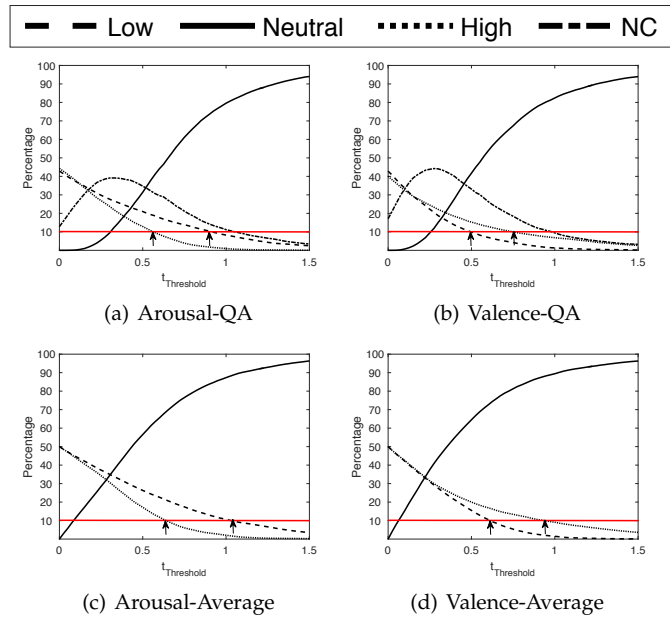 Low Neutral High NC
100
90
80
70
60
50
40
30
20
10
0
Percentage
0 0.5 1 1.5
tThreshold
(a) Arousal-QA
100
90
80
70
60
50
40
30
20
10
0
Percentage
0 0.5 1 1.5
tThreshold
(b) Valence-QA
100
90
80
70
60
50
40
30
20
10
0
Percentage
0 0.5 1 1.5
tThreshold
(c) Arousal-Average
100
90
80
70
60
50
40
30
20
10
0
Percentage
0 0.5 1 1.5
tThreshold
(d) Valence-Average